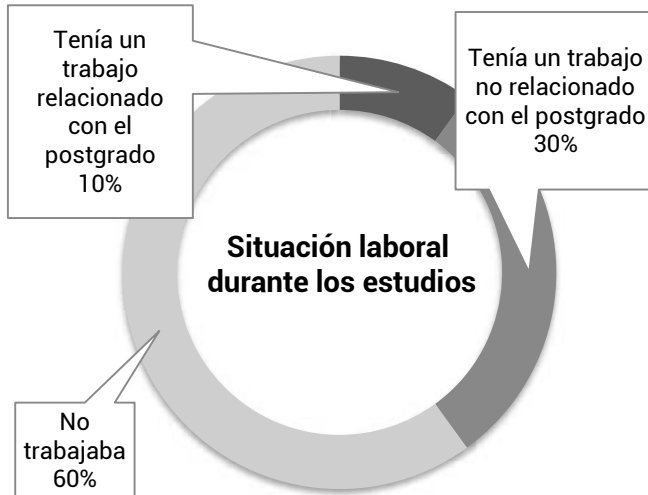 Tenía un
trabajo
relacionado
con el
postgrado
10%
Tenía un trabajo
no relacionado
con el postgrado
30%
Situación laboral
durante los estudios
No
trabajaba
60%